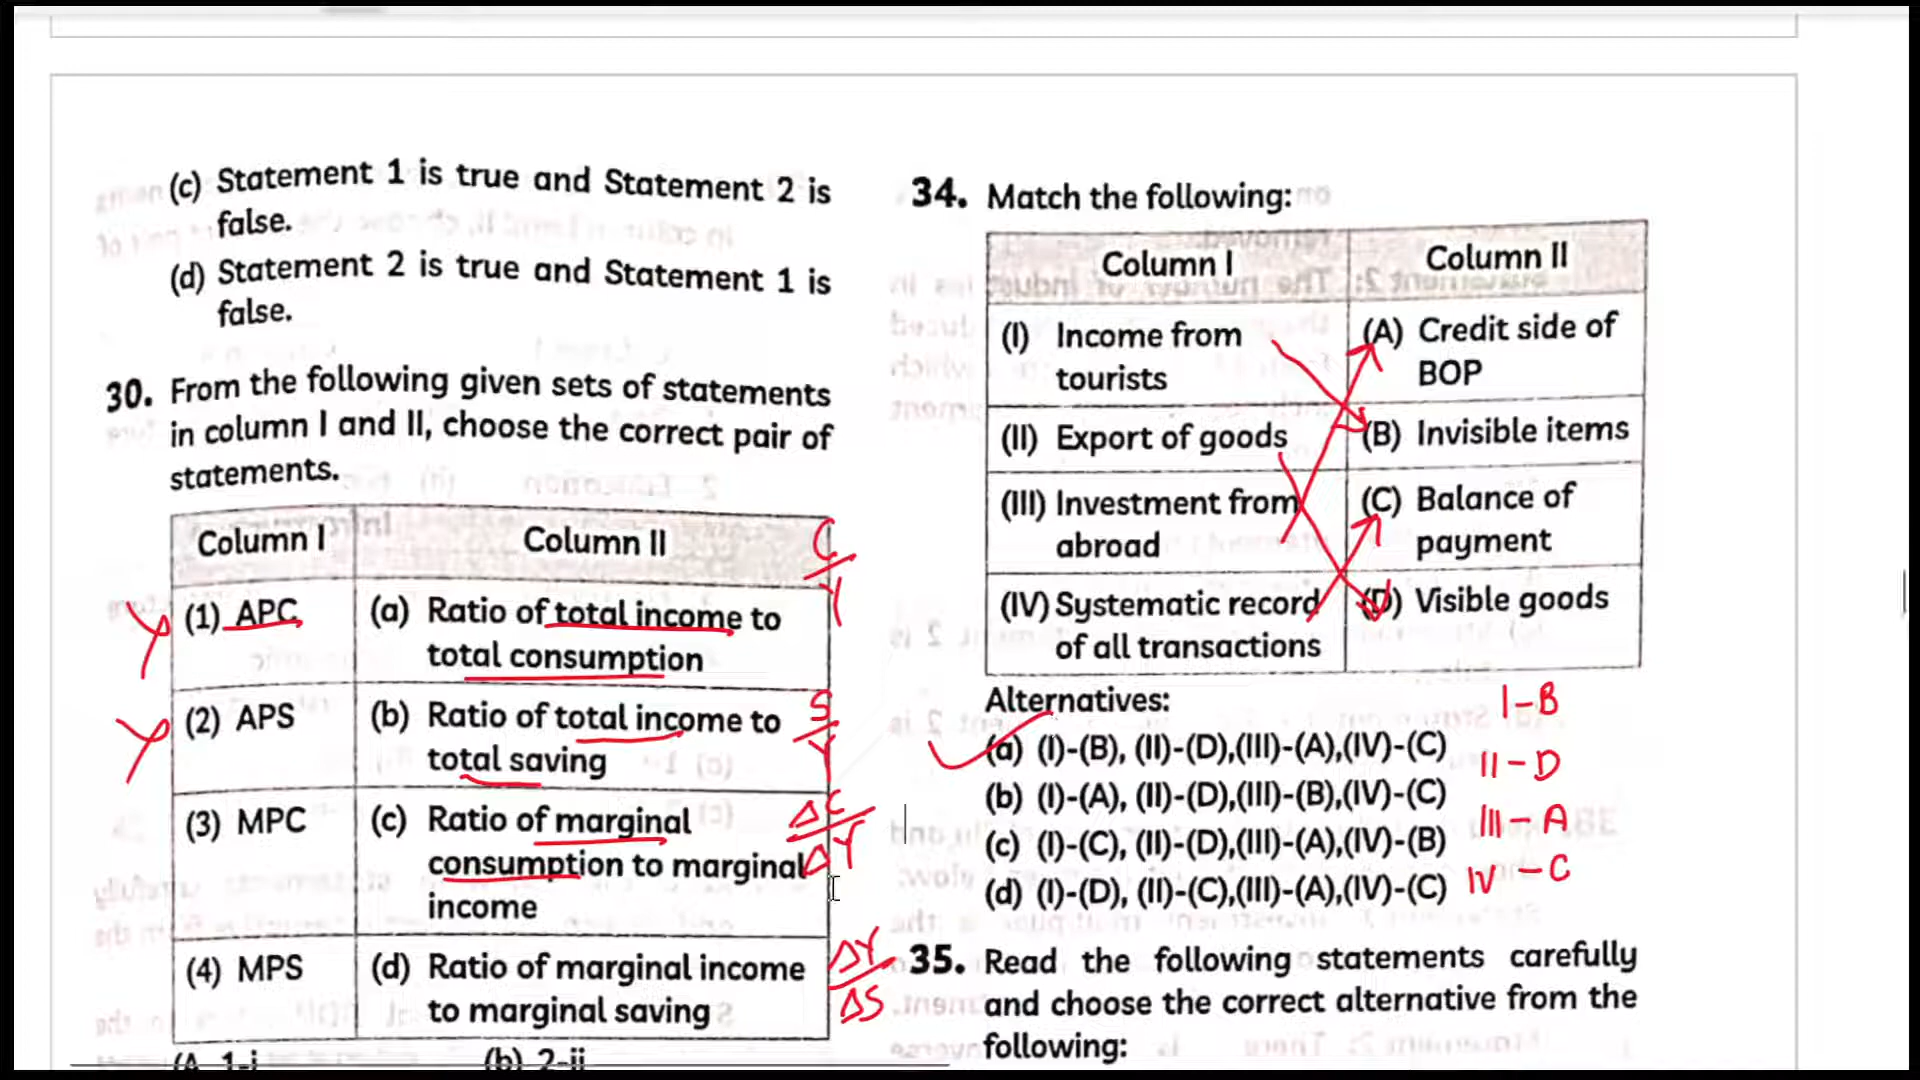 (c) Statement 1 is true and Statement 2 is
false.
(d) Statement 2 is true and Statement 1 is
false.
30. From the following given sets of statements
in column I and II, choose the correct pair of
statements.
Column I Column II
C
Y
(1) APC (a) Ratio of total income to
total consumption
(2) APS (b) Ratio of total income to
total saving
S
Y
(3) MPC (c) Ratio of marginal
consumption to marginal
income
ΔC
ΔY
(4) MPS (d) Ratio of marginal income
to marginal saving
ΔY
ΔS
(A 1-i (b) 2-ii
34. Match the following:
Column I Column II
(I) Income from
tourists
(A) Credit side of
BOP
(II) Export of goods (B) Invisible items
(III) Investment from
abroad
(C) Balance of
payment
(IV) Systematic record
of all transactions
(D) Visible goods
Alternatives:
(a) (I)-(B), (II)-(D),(III)-(A),(IV)-(C)
(b) (I)-(A), (II)-(D),(III)-(B),(IV)-(C)
(c) (I)-(C), (II)-(D),(III)-(A),(IV)-(B)
(d) (I)-(D), (II)-(C),(III)-(A),(IV)-(C)
I-B
II-D
III-A
IV-C
35. Read the following statements carefully
and choose the correct alternative from the
following: